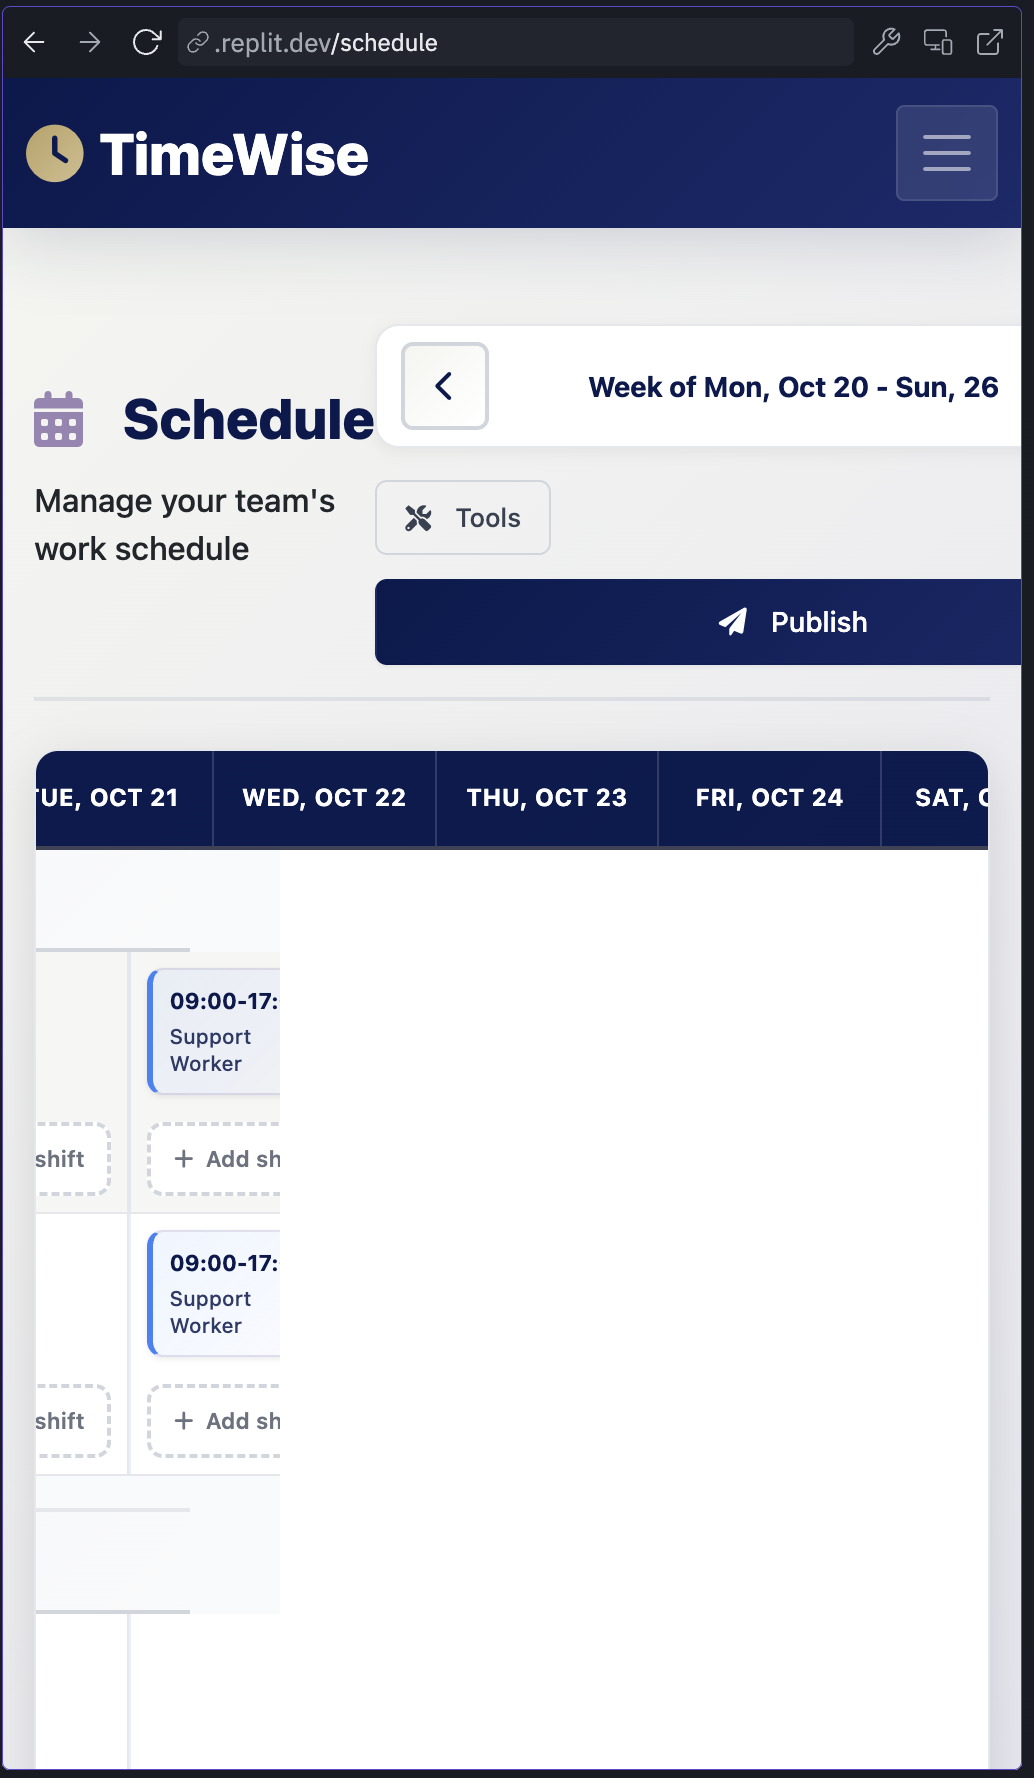 .replit.dev/schedule
TimeWise
Week of Mon, Oct 20 - Sun, 26
Schedule
Manage your team's
work schedule
Tools
Publish
TUE, OCT 21
WED, OCT 22
THU, OCT 23
FRI, OCT 24
SAT, O
09:00-17:
Support
Worker
shift
+ Add sh
09:00-17:
Support
Worker
shift
+ Add sh